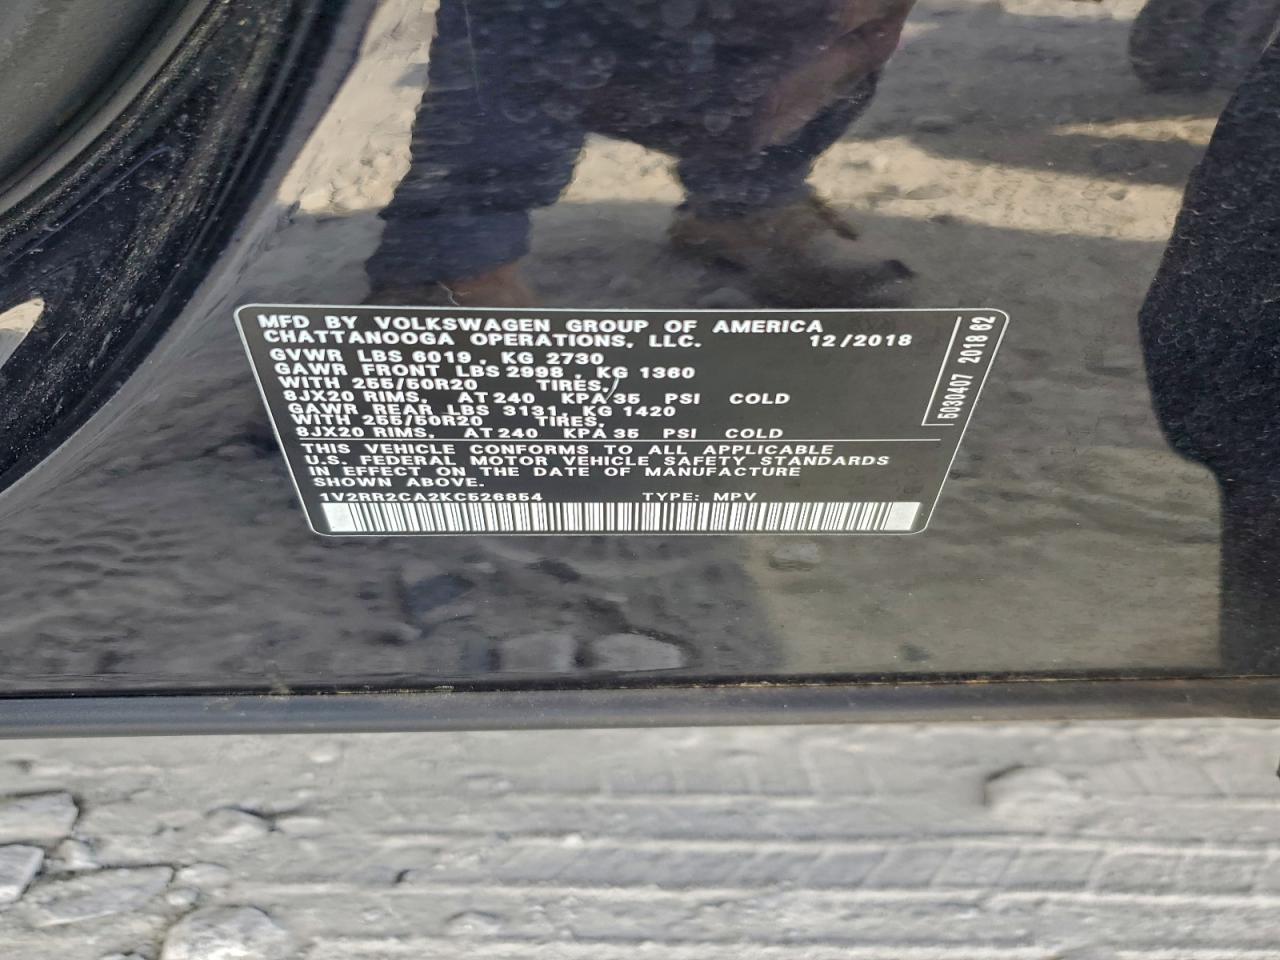 MFD BY VOLKSWAGEN GROUP OF AMERICA
CHATTANOOGA OPERATIONS, LLC. 12/2018
GVWR LBS 6019, KG 2730
GAWR FRONT LBS 2998, KG 1360
WITH 255/50R20 TIRES,
8JX20 RIMS, AT 240 KPA/35 PSI COLD
GAWR REAR LBS 3131, KG 1420
WITH 255/50R20 TIRES,
8JX20 RIMS, AT 240 KPA 35 PSI COLD
THIS VEHICLE CONFORMS TO ALL APPLICABLE
U.S. FEDERAL MOTOR VEHICLE SAFETY STANDARDS
IN EFFECT ON THE DATE OF MANUFACTURE
SHOWN ABOVE.
1V2RR2CA2KC526854 TYPE: MPV
5030407 2018 62